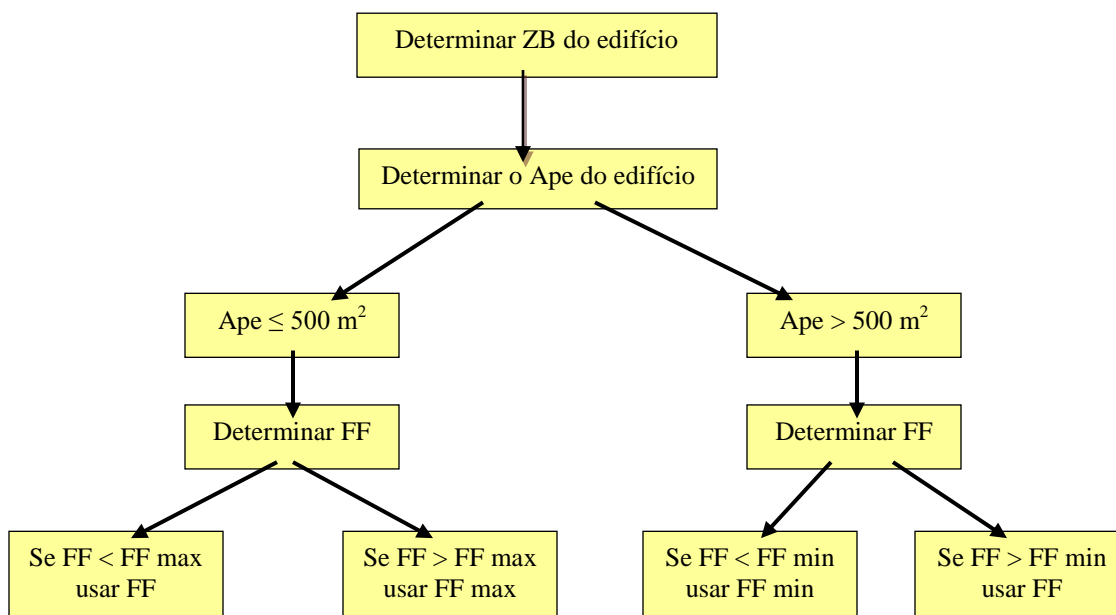 Determinar ZB do edifício
Determinar o Ape do edifício
Ape ≤ 500 m²
Ape > 500 m²
Determinar FF
Determinar FF
Se FF < FF max
usar FF
Se FF > FF max
usar FF max
Se FF < FF min
usar FF min
Se FF > FF min
usar FF